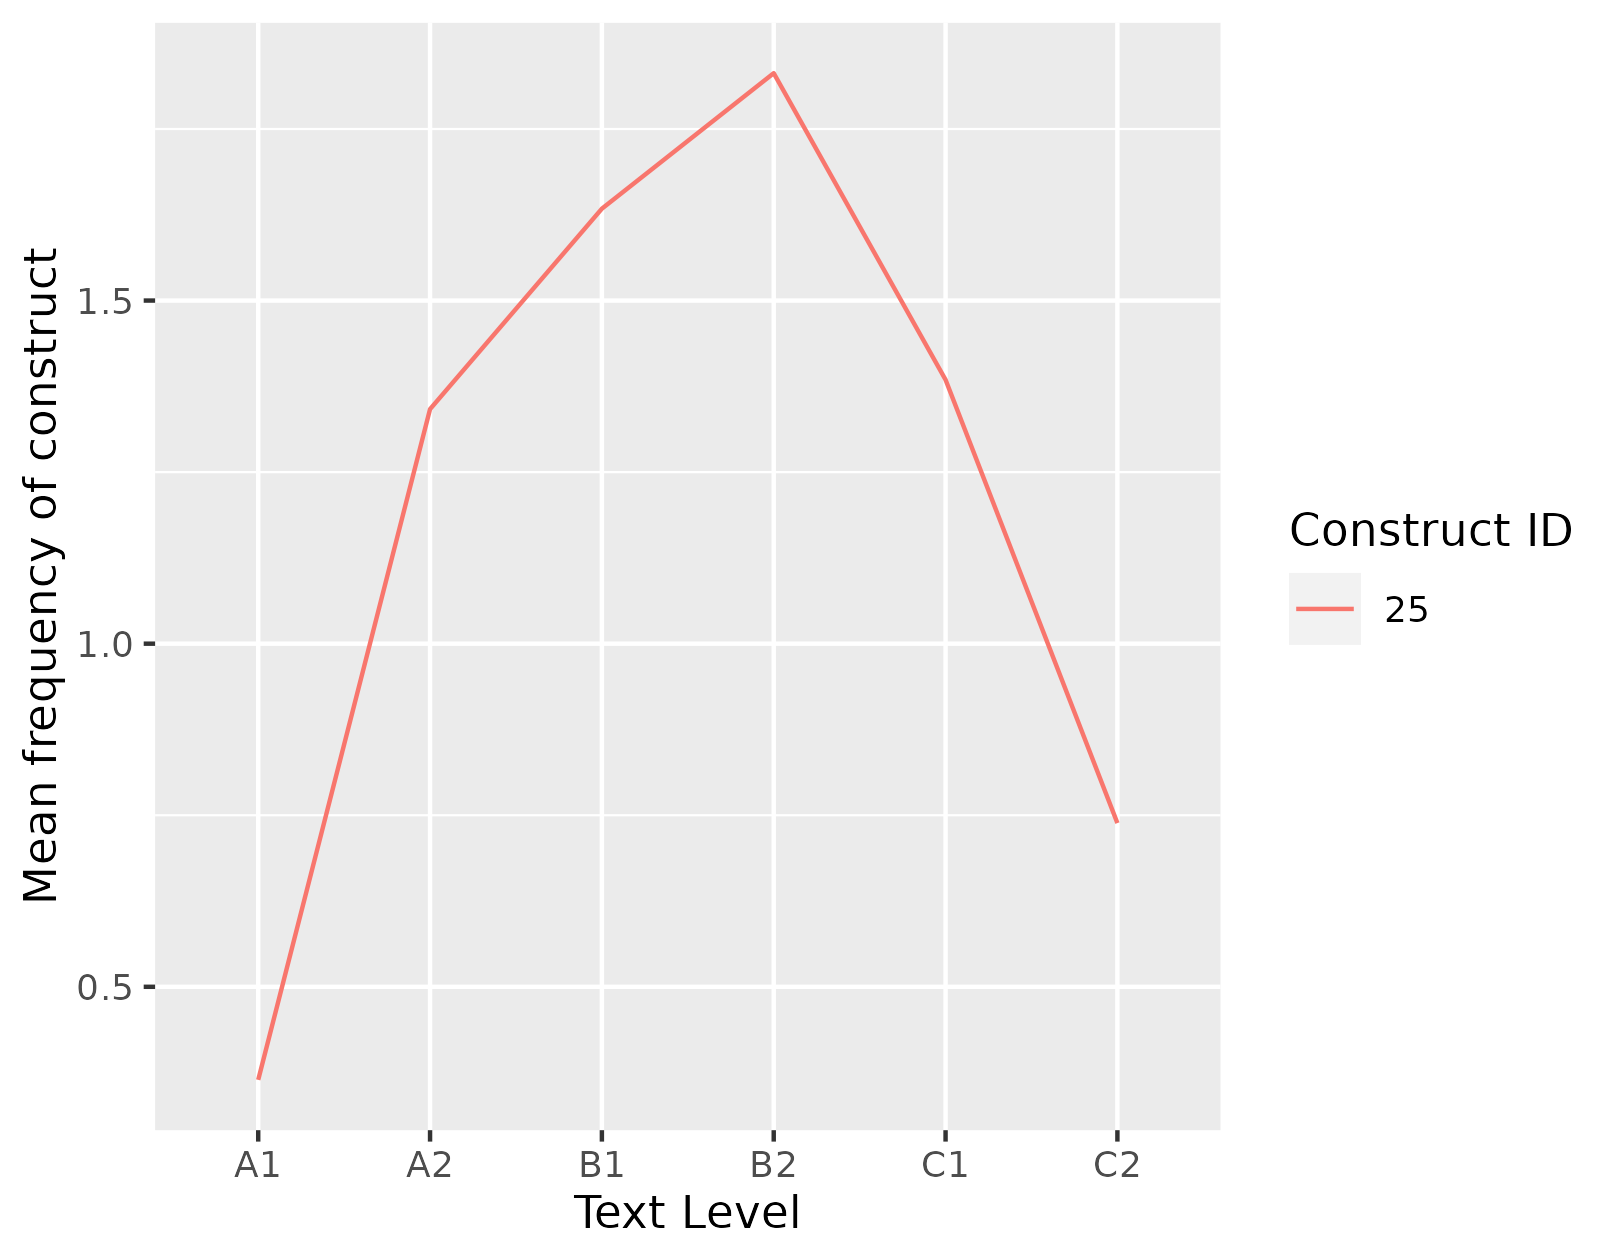 Mean frequency of construct
1.5
1.0
0.5
A1 A2 B1 B2 C1 C2
Text Level
Construct ID
25